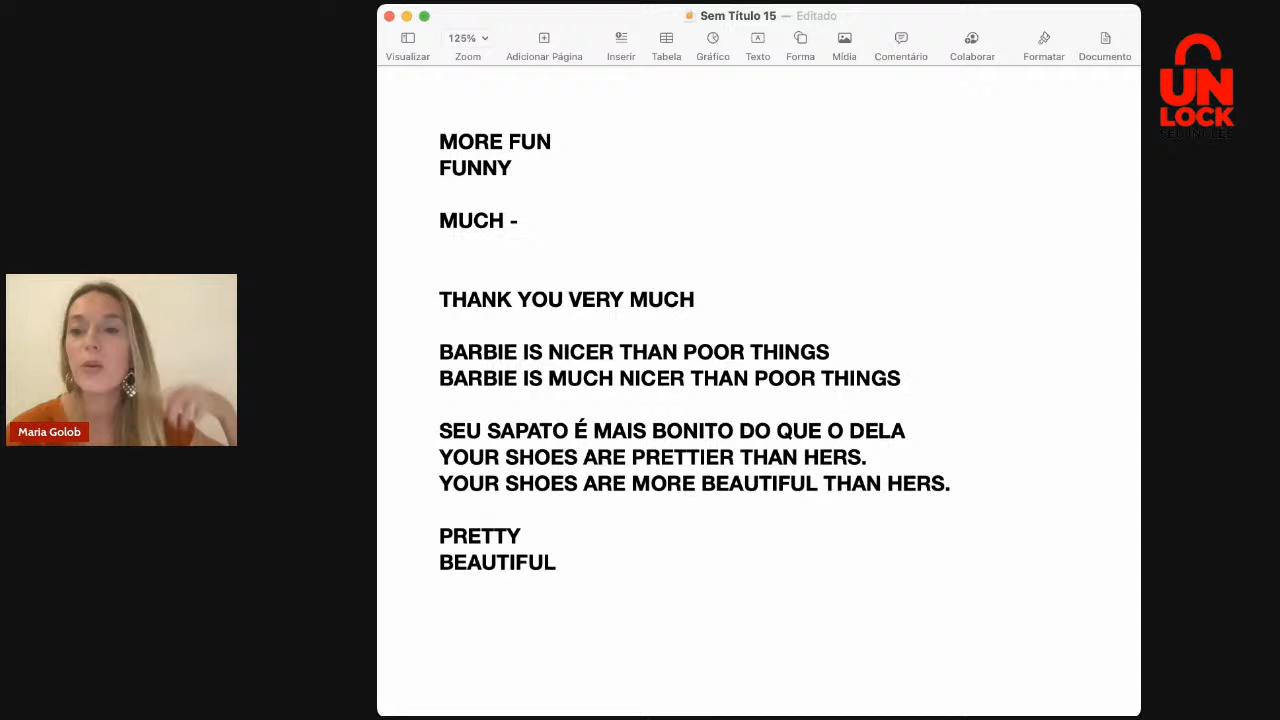 Sem Título 15 — Editado
125%
Visualizar Zoom Adicionar Página Inserir Tabela Gráfico Texto Forma Mídia Comentário Colaborar Formatar Documento
UN
LOCK
SEU INGLÊS
MORE FUN
FUNNY
MUCH -
THANK YOU VERY MUCH
BARBIE IS NICER THAN POOR THINGS
BARBIE IS MUCH NICER THAN POOR THINGS
SEU SAPATO É MAIS BONITO DO QUE O DELA
YOUR SHOES ARE PRETTIER THAN HERS.
YOUR SHOES ARE MORE BEAUTIFUL THAN HERS.
PRETTY
BEAUTIFUL
Maria Golob